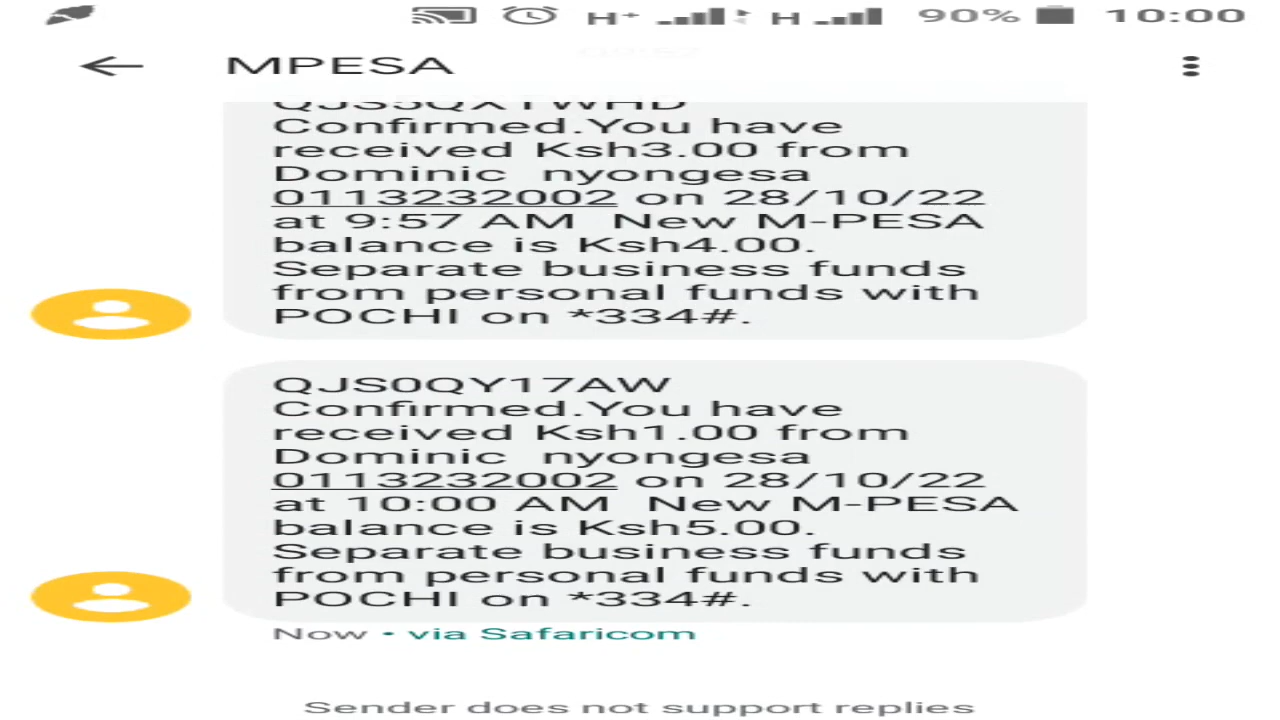 H+ H 90% 10:00
MPESA
Confirmed.You have
received Ksh3.00 from
Dominic nyongesa
0113232002 on 28/10/22
at 9:57 AM New M-PESA
balance is Ksh4.00.
Separate business funds
from personal funds with
POCHI on *334#.
QJS0QY17AW
Confirmed.You have
received Ksh1.00 from
Dominic nyongesa
0113232002 on 28/10/22
at 10:00 AM New M-PESA
balance is Ksh5.00.
Separate business funds
from personal funds with
POCHI on *334#.
Now • via Safaricom
Sender does not support replies